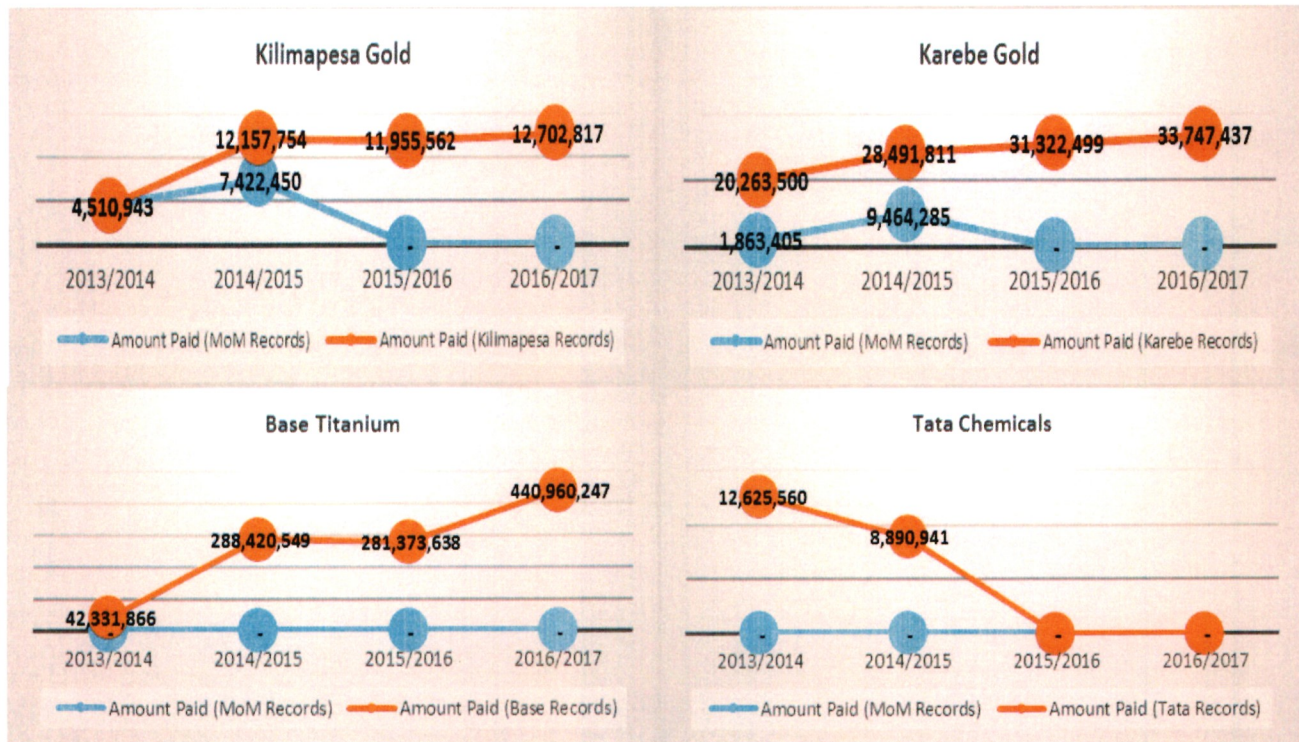 Kilimapesa Gold
12,157,754
11,955,562
12,702,817
7,422,450
4,510,943
-
-
2013/2014 2014/2015 2015/2016 2016/2017
Amount Paid (MoM Records) Amount Paid (Kilimapesa Records)
Karebe Gold
33,747,437
31,322,499
28,491,811
20,263,500
9,464,285
1,863,405
-
-
2013/2014 2014/2015 2015/2016 2016/2017
Amount Paid (MoM Records) Amount Paid (Karebe Records)
Base Titanium
440,960,247
288,420,549
281,373,638
42,331,866
- - - -
2013/2014 2014/2015 2015/2016 2016/2017
Amount Paid (MoM Records) Amount Paid (Base Records)
Tata Chemicals
12,625,560
8,890,941
- - - -
2013/2014 2014/2015 2015/2016 2016/2017
Amount Paid (MoM Records) Amount Paid (Tata Records)